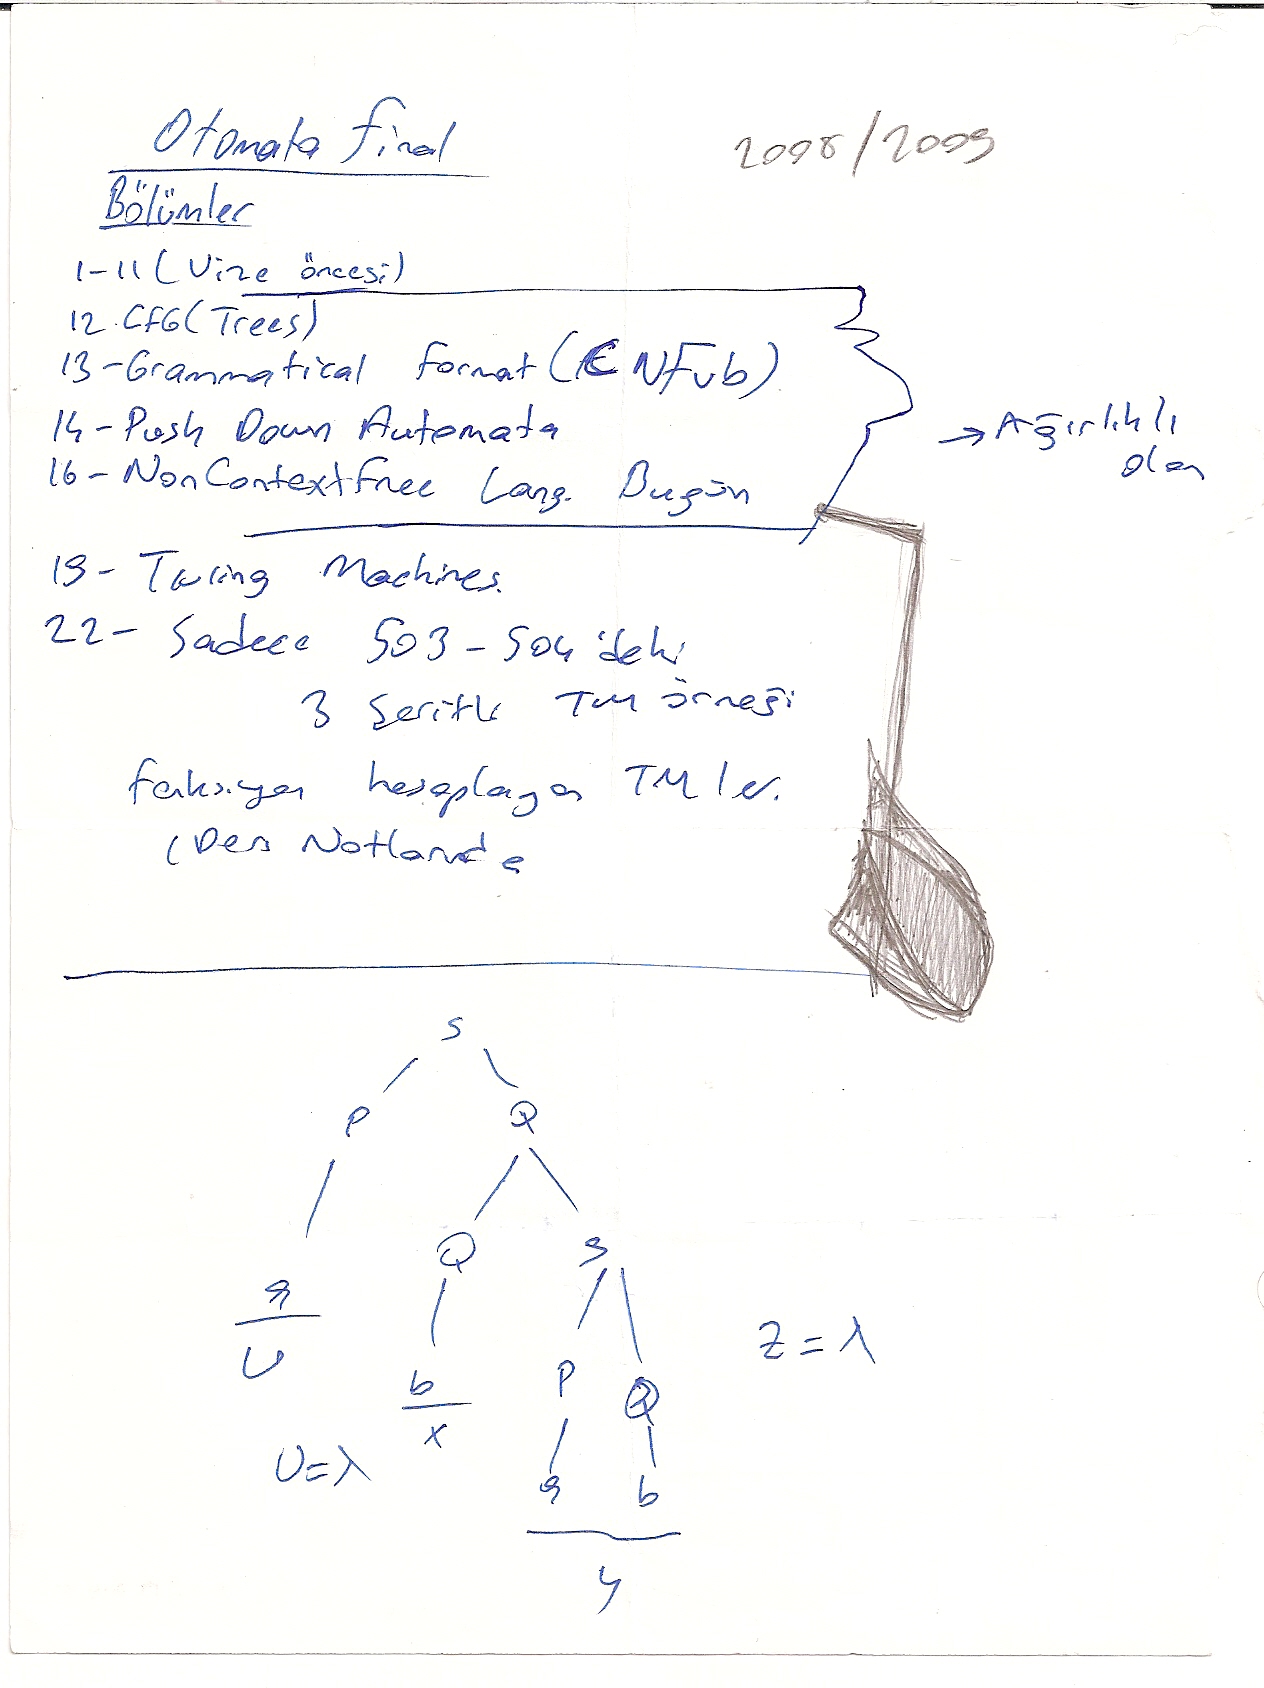 Otomata final
2008/2009
Bölümler
1-11 (Vize öncesi)
12. CFG (Trees)
13-Grammatical format (CNF vb)
14-Push Down Automata
16-NonContextFree Lang. Bugün
→ Ağırlıklı
olan
19- Turing Machines.
22- Sadece 503-504'deki
3 Şeritli TM örneği
fonksiyon hesaplayan TM ler.
(Ders Notlarında
S
P Q
Q S
a
U
b
x
P Q
Z=λ
V=λ
a b
y